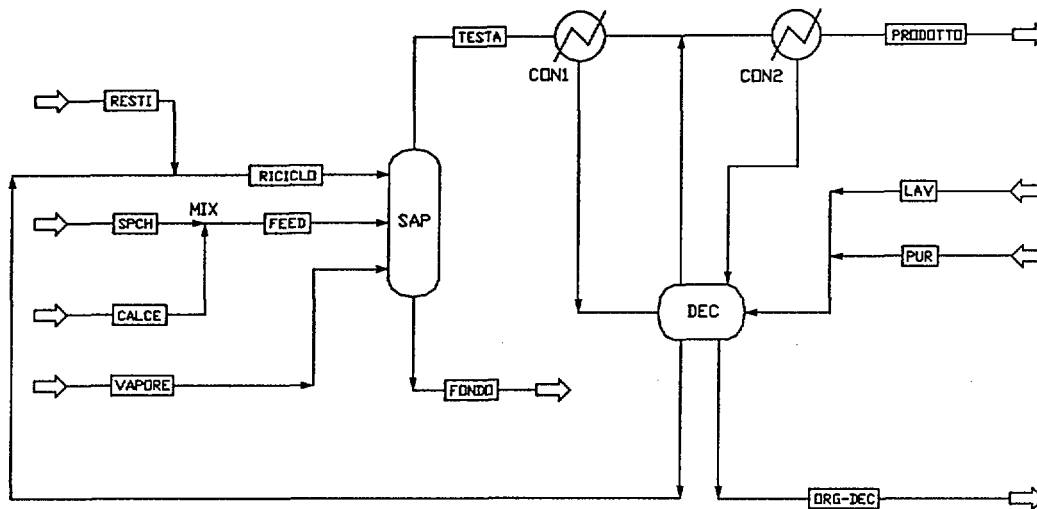 TESTA
PRODOTTO
CON1
CON2
RESTI
RICICLO
LAV
MIX
SPCH
FEED
SAP
PUR
CALCE
DEC
VAPORE
FONDO
ORG-DEC